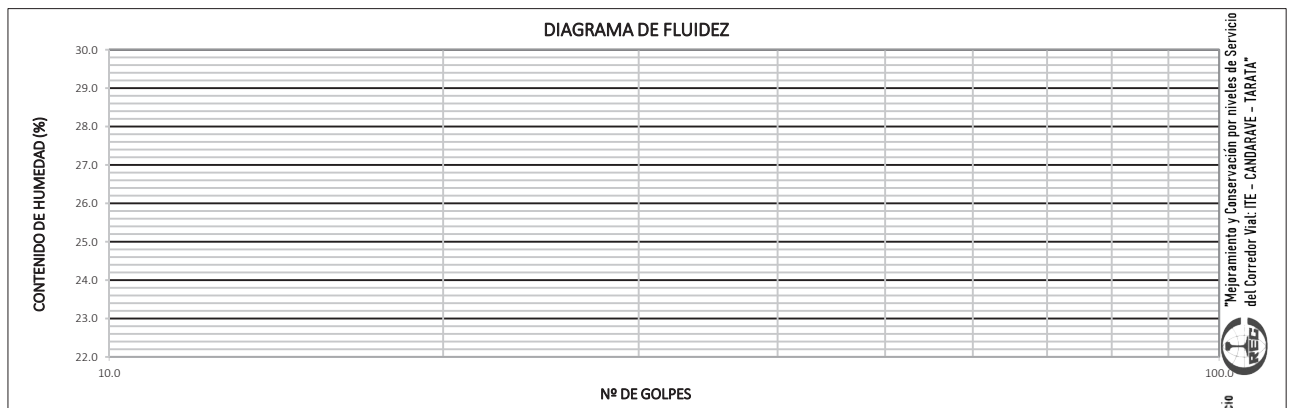 DIAGRAMA DE FLUIDEZ
CONTENIDO DE HUMEDAD (%)
30.0
29.0
28.0
27.0
26.0
25.0
24.0
23.0
22.0
10.0
100.0
Nº DE GOLPES
"Mejoramiento y Conservación por niveles de Servicio
del Corredor Vial: ITE – CANDARAVE – TARATA"
REG